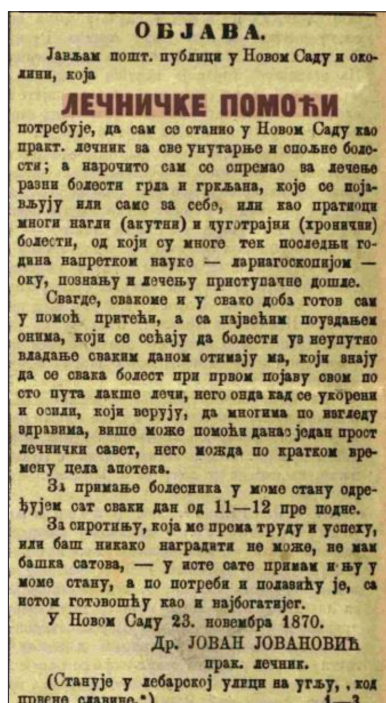 ОБЈАВА.
Јављам пошт. публици у Новом Саду и око-
лини, која
ЛЕЧНИЧКЕ ПОМОЋИ
потребује, да сам се станио у Новом Саду као
практ. лечник за све унутарње и спољне боле-
сти; а нарочито сам се спремао за лечење
разни болести грла и гркљана, које се поја-
вљују или саме за себе, или као пратиоци
многи нагли (акутни) и дуготрајни (хронични)
болести, од који су многе тек последњи го-
дина напретком науке — лариагоскопијом —
оку, познању и лечењу приступачне дошле.
Свагде, свакоме и у свако доба готов сам
у помоћ притећи, а са највећим поуздањем
онима, који се сећају да болести уз неупутно
владање сваким даном отимају ма, који знају
да се свака болест при првом појаву свом по
сто пута лакше лечи, него онда кад се укорени
и осили, који верују, да многима по изгледу
здравима, више може помоћи данас један прост
лечнички савет, него можда по кратком вре-
мену цела апотека.
За примање болесника у моме стану одре-
ђујем сат сваки дан од 11—12 пре подне.
За сиротињу, која ме према труду и успеху,
или баш никако наградити не може, не мам
башка сатова, — у исте сате примам и њу у
моме стану, а по потреби и полазићу је, са
истом готовошћу као и најбогатијег.
У Новом Саду 23. новембра 1870.
Др. ЈОВАН ЈОВАНОВИЋ
прак. лечник.
(Станује у лебарској улици на угљу, , код
црвене славине.*) 1—3